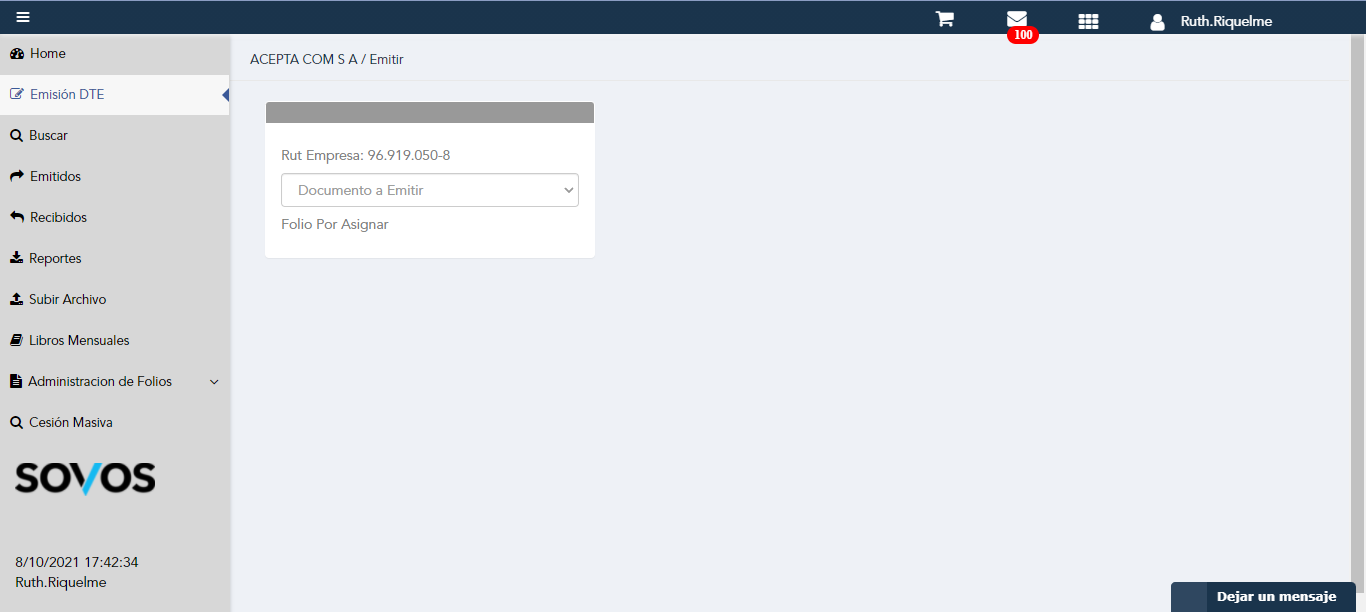 100
Ruth.Riquelme
Home
Emisión DTE
Buscar
Emitidos
Recibidos
Reportes
Subir Archivo
Libros Mensuales
Administracion de Folios
Cesión Masiva
SOVOS
8/10/2021 17:42:34
Ruth.Riquelme
ACEPTA COM S A / Emitir
Rut Empresa: 96.919.050-8
Documento a Emitir
Folio Por Asignar
Dejar un mensaje